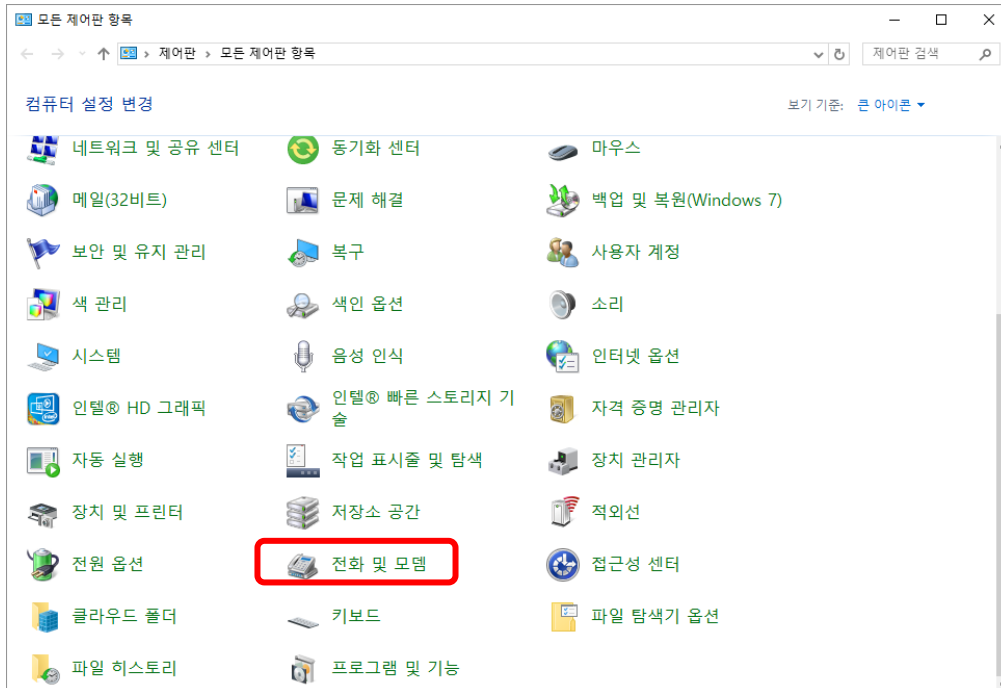 모든 제어판 항목
제어판 › 모든 제어판 항목
제어판 검색
컴퓨터 설정 변경
보기 기준: 큰 아이콘
네트워크 및 공유 센터
동기화 센터
마우스
메일(32비트)
문제 해결
백업 및 복원(Windows 7)
보안 및 유지 관리
복구
사용자 계정
색 관리
색인 옵션
소리
시스템
음성 인식
인터넷 옵션
인텔® HD 그래픽
인텔® 빠른 스토리지 기
술
자격 증명 관리자
자동 실행
작업 표시줄 및 탐색
장치 관리자
장치 및 프린터
저장소 공간
적외선
전원 옵션
전화 및 모뎀
접근성 센터
클라우드 폴더
키보드
파일 탐색기 옵션
파일 히스토리
프로그램 및 기능